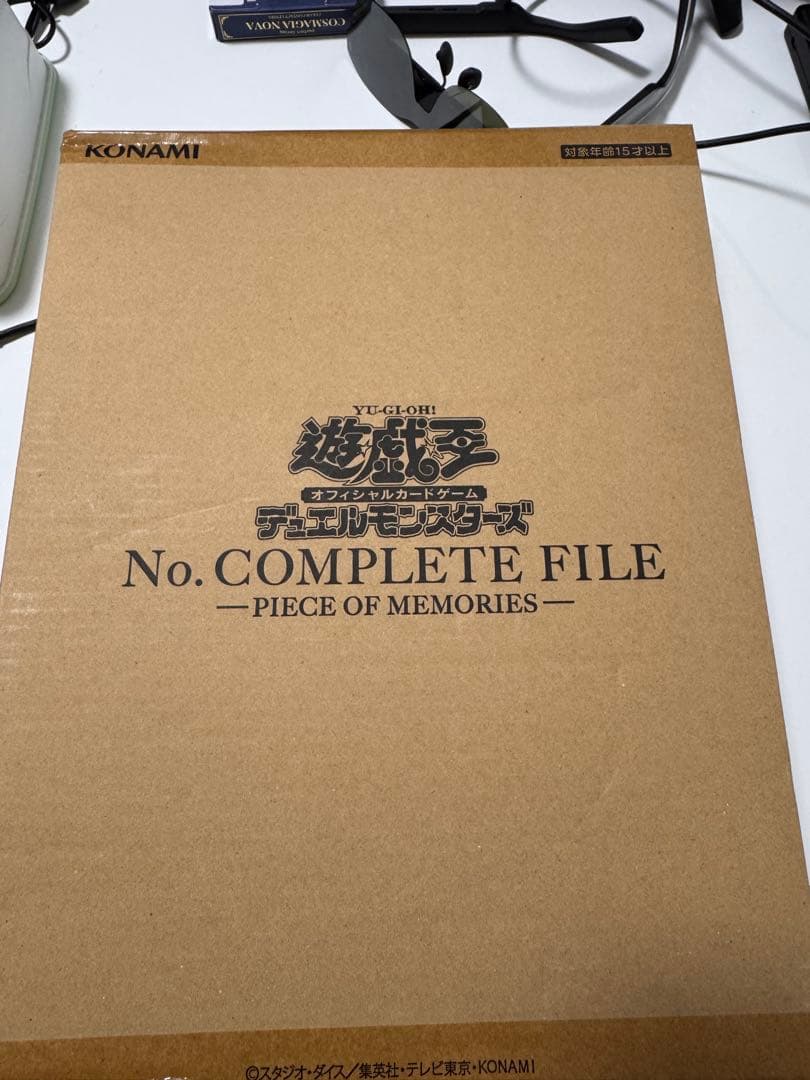 COSMAGIA NOVA
KONAMI
対象年齢15才以上
YU-GI-OH!
遊戯王
オフィシャルカードゲーム
デュエルモンスターズ
No. COMPLETE FILE
—PIECE OF MEMORIES—
©スタジオ・ダイス/集英社・テレビ東京・KONAMI